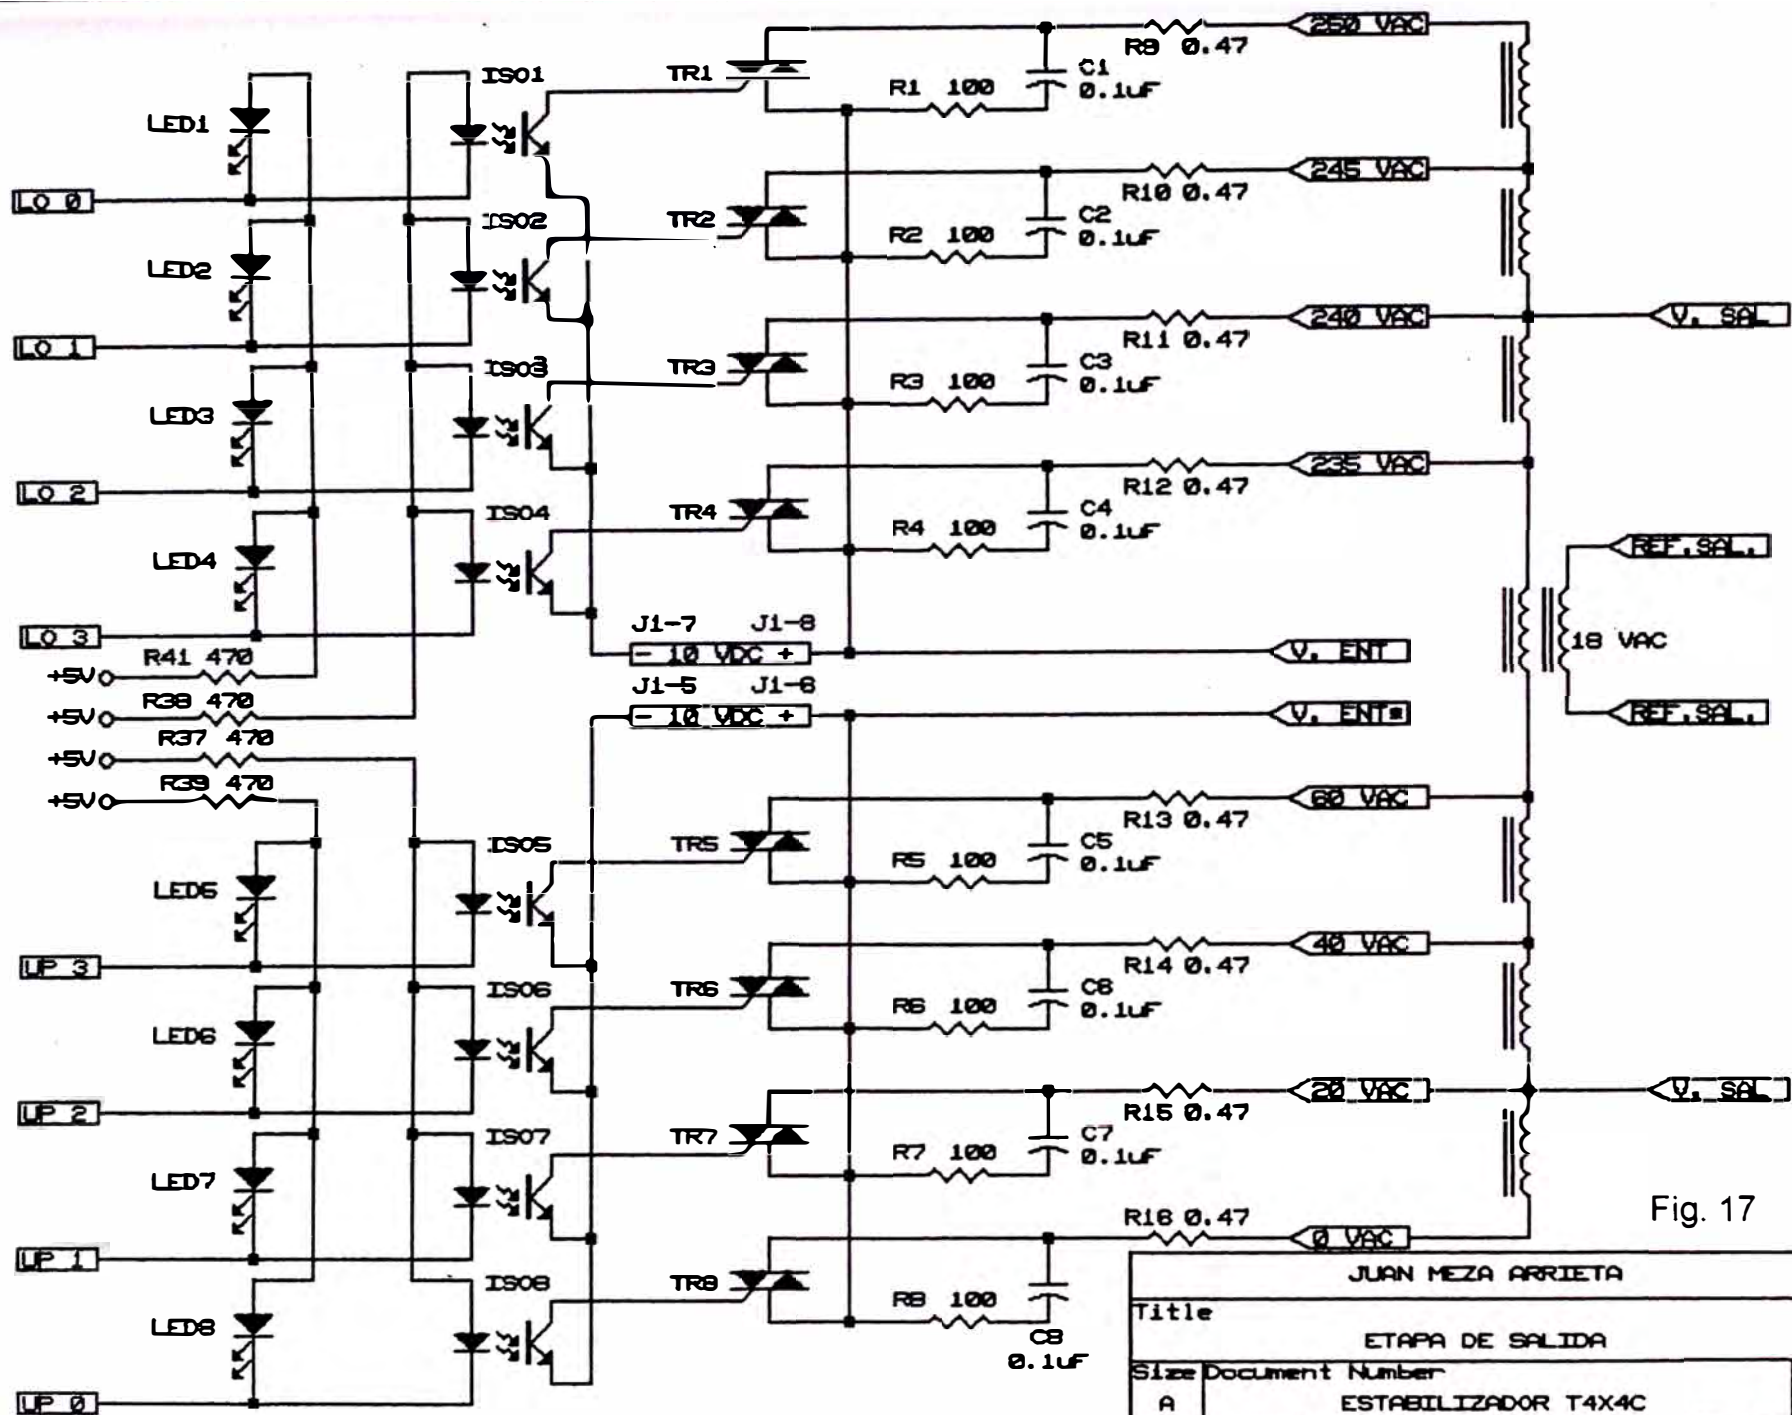 250 VAC
R9 0.47
ISO1
TR1
C1
0.1uF
R1 100
LED1
LO 0
245 VAC
R10 0.47
ISO2
TR2
C2
0.1uF
R2 100
LED2
LO 1
240 VAC
V. SAL
R11 0.47
ISO3
TR3
C3
0.1uF
R3 100
LED3
LO 2
235 VAC
R12 0.47
ISO4
TR4
C4
0.1uF
R4 100
LED4
REF.SAL.
LO 3
J1-7 J1-8
- 10 VDC +
V. ENT
18 VAC
R41 470
+5V
J1-5 J1-6
R38 470
+5V
- 10 VDC +
V. ENT*
REF.SAL.
R37 470
+5V
R39 470
+5V
60 VAC
R13 0.47
ISO5
TR5
C5
0.1uF
R5 100
LED5
UP 3
40 VAC
R14 0.47
ISO6
TR6
C6
0.1uF
R6 100
LED6
UP 2
20 VAC
V. SAL
R15 0.47
ISO7
TR7
C7
0.1uF
R7 100
LED7
UP 1
R16 0.47
0 VAC
Fig. 17
ISO8
TR8
R8 100
C8
0.1uF
LED8
UP 0
JUAN MEZA ARRIETA
Title
ETAPA DE SALIDA
Size Document Number
A ESTABILIZADOR T4X4C